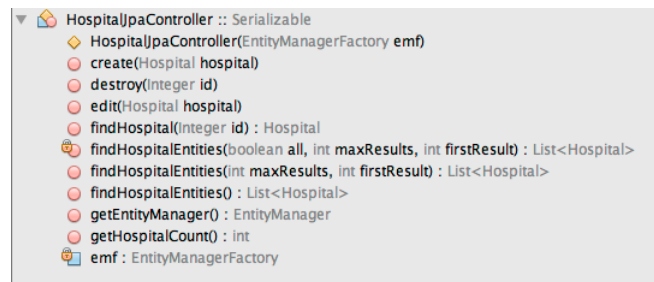 HospitalJpaController :: Serializable
HospitalJpaController(EntityManagerFactory emf)
create(Hospital hospital)
destroy(Integer id)
edit(Hospital hospital)
findHospital(Integer id) : Hospital
findHospitalEntities(boolean all, int maxResults, int firstResult) : List<Hospital>
findHospitalEntities(int maxResults, int firstResult) : List<Hospital>
findHospitalEntities() : List<Hospital>
getEntityManager() : EntityManager
getHospitalCount() : int
emf : EntityManagerFactory